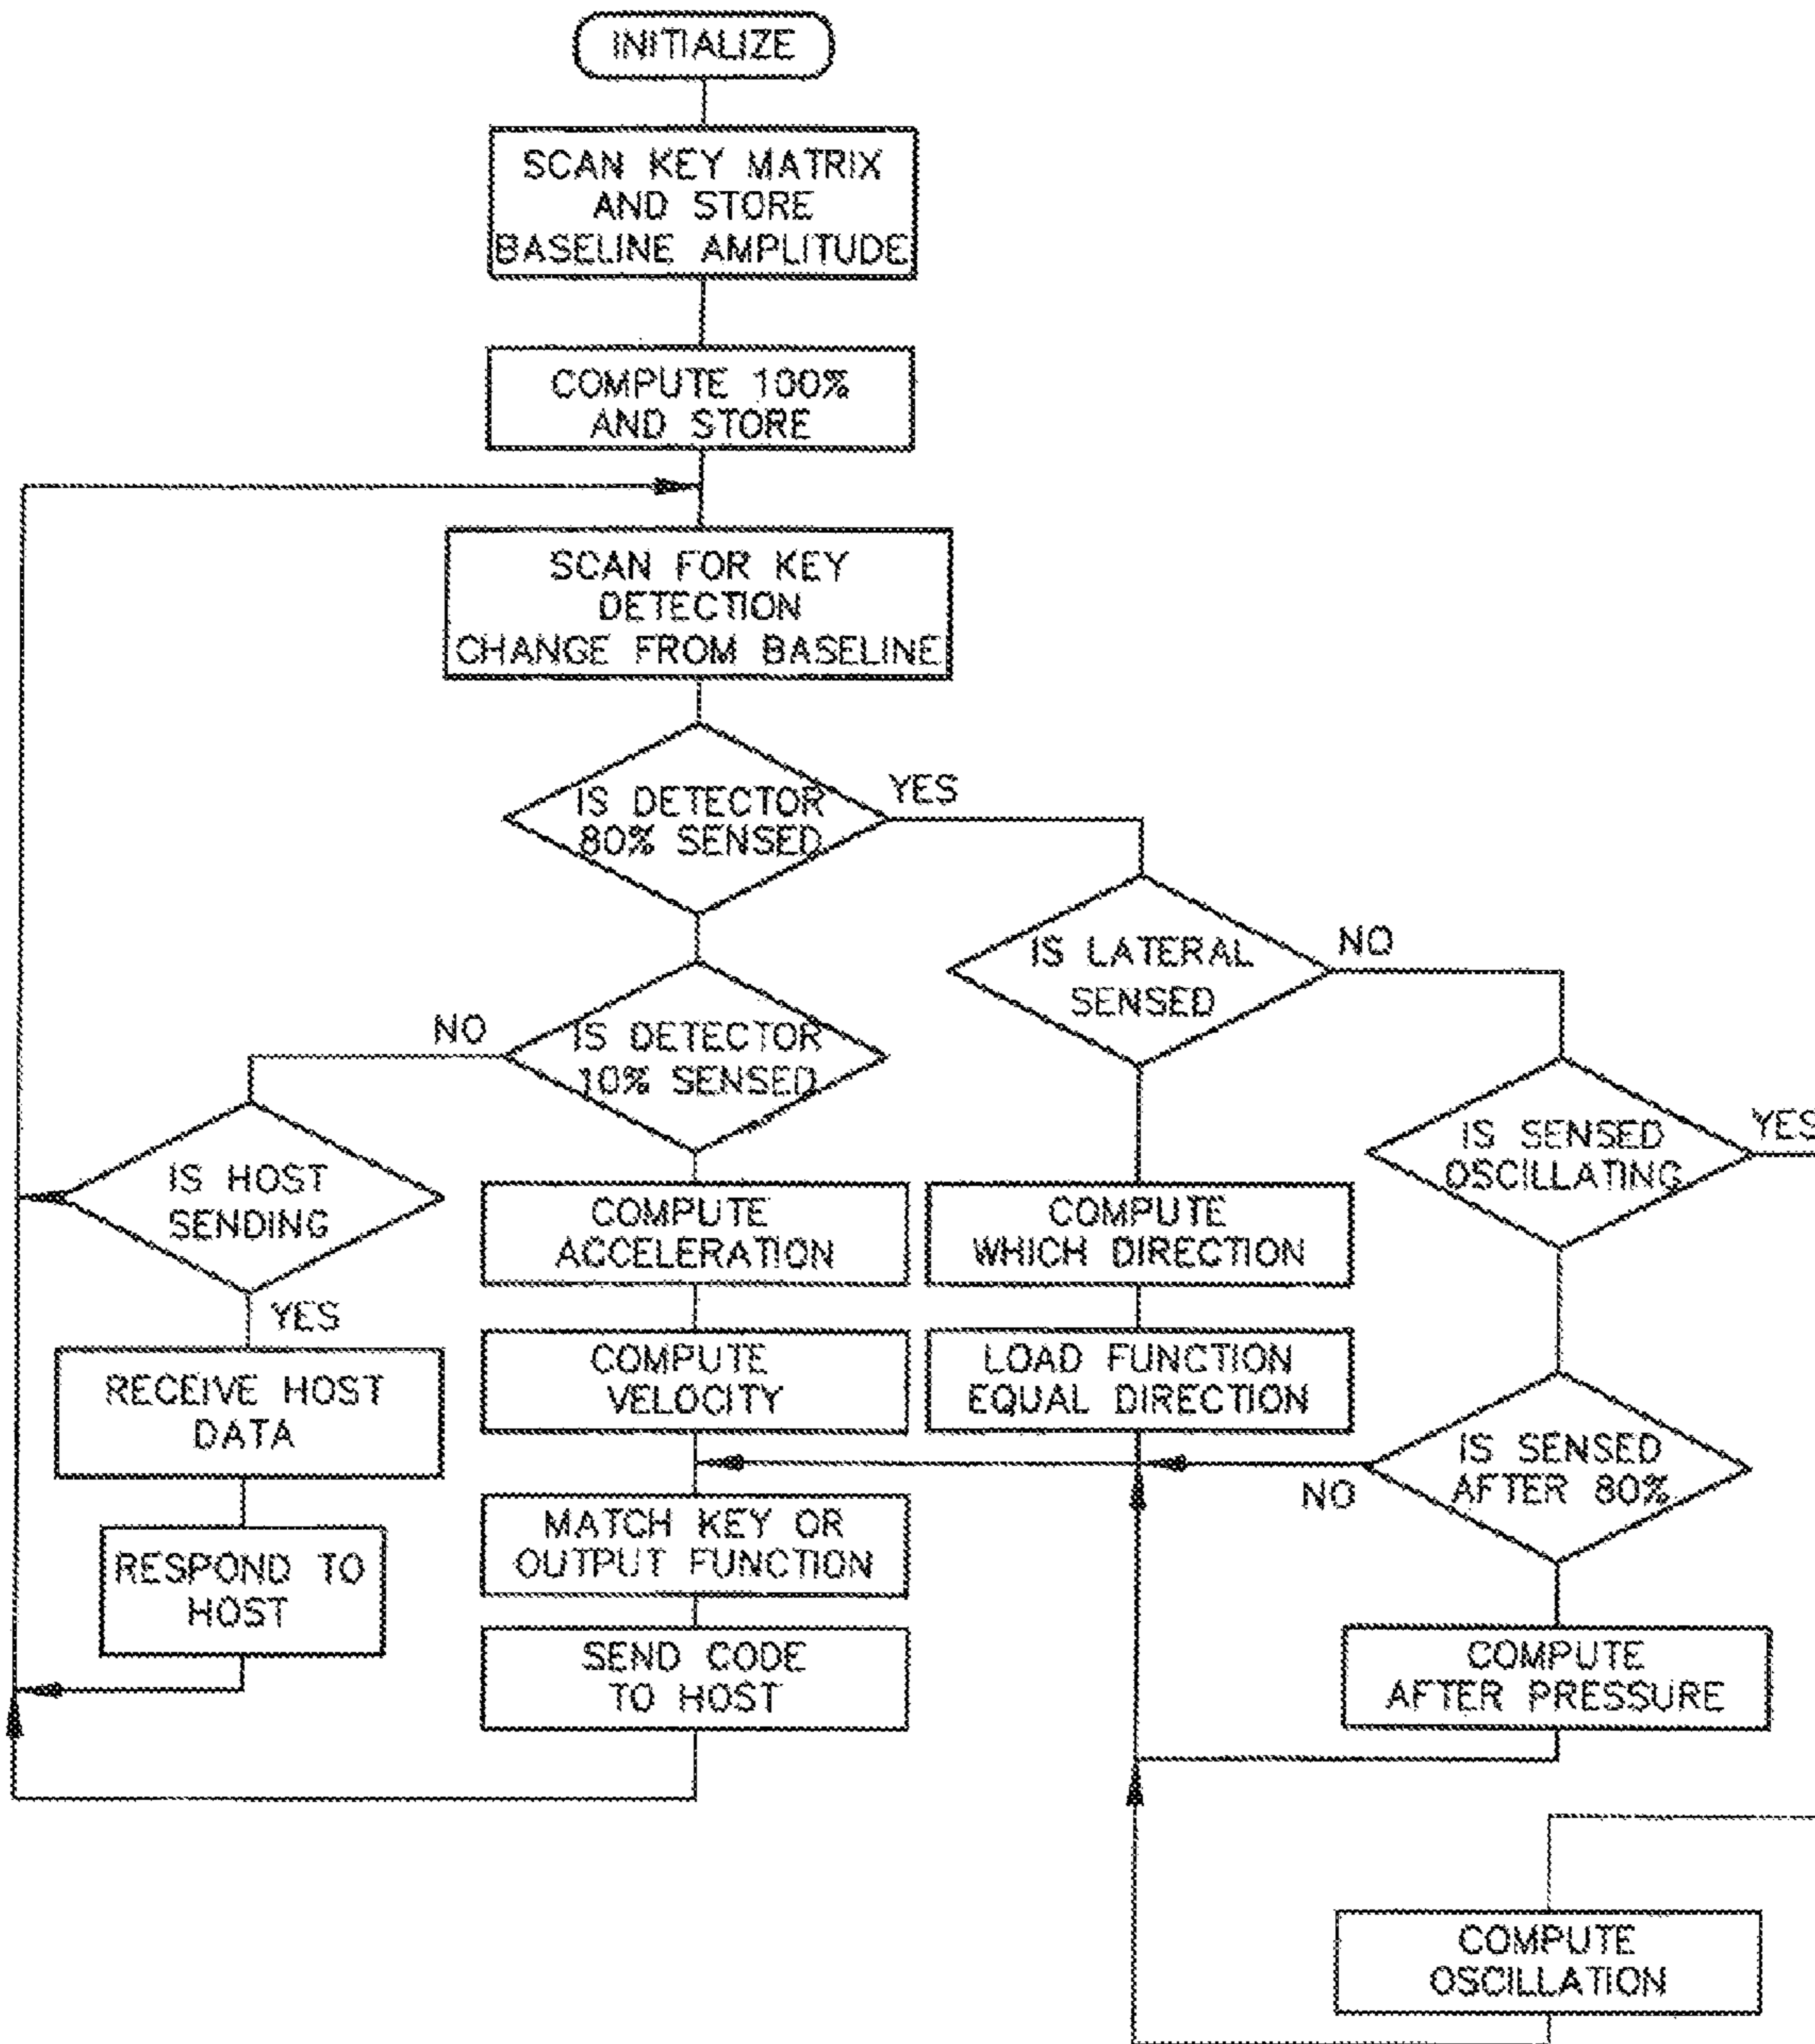 INITIALIZE
SCAN KEY MATRIX
AND STORE
BASELINE AMPLITUDE
COMPUTE 100%
AND STORE
SCAN FOR KEY
DETECTION
CHANGE FROM BASELINE
IS DETECTOR
80% SENSED
YES
IS LATERAL
SENSED
NO
IS DETECTOR
10% SENSED
NO
IS SENSED
OSCILLATING
YES
IS HOST
SENDING
YES
COMPUTE
ACCELERATION
COMPUTE
WHICH DIRECTION
RECEIVE HOST
DATA
COMPUTE
VELOCITY
LOAD FUNCTION
EQUAL DIRECTION
IS SENSED
AFTER 80%
NO
RESPOND TO
HOST
MATCH KEY OR
OUTPUT FUNCTION
SEND CODE
TO HOST
COMPUTE
AFTER PRESSURE
COMPUTE
OSCILLATION